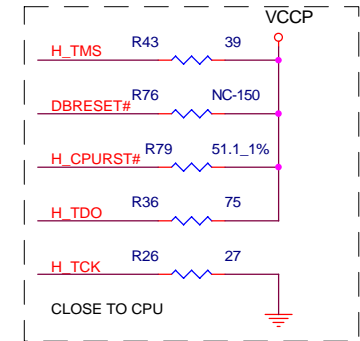 VCCP
H_TMS R43 39
DBRESET# R76 NC-150
H_CPURST# R79 51.1_1%
H_TDO R36 75
H_TCK R26 27
CLOSE TO CPU